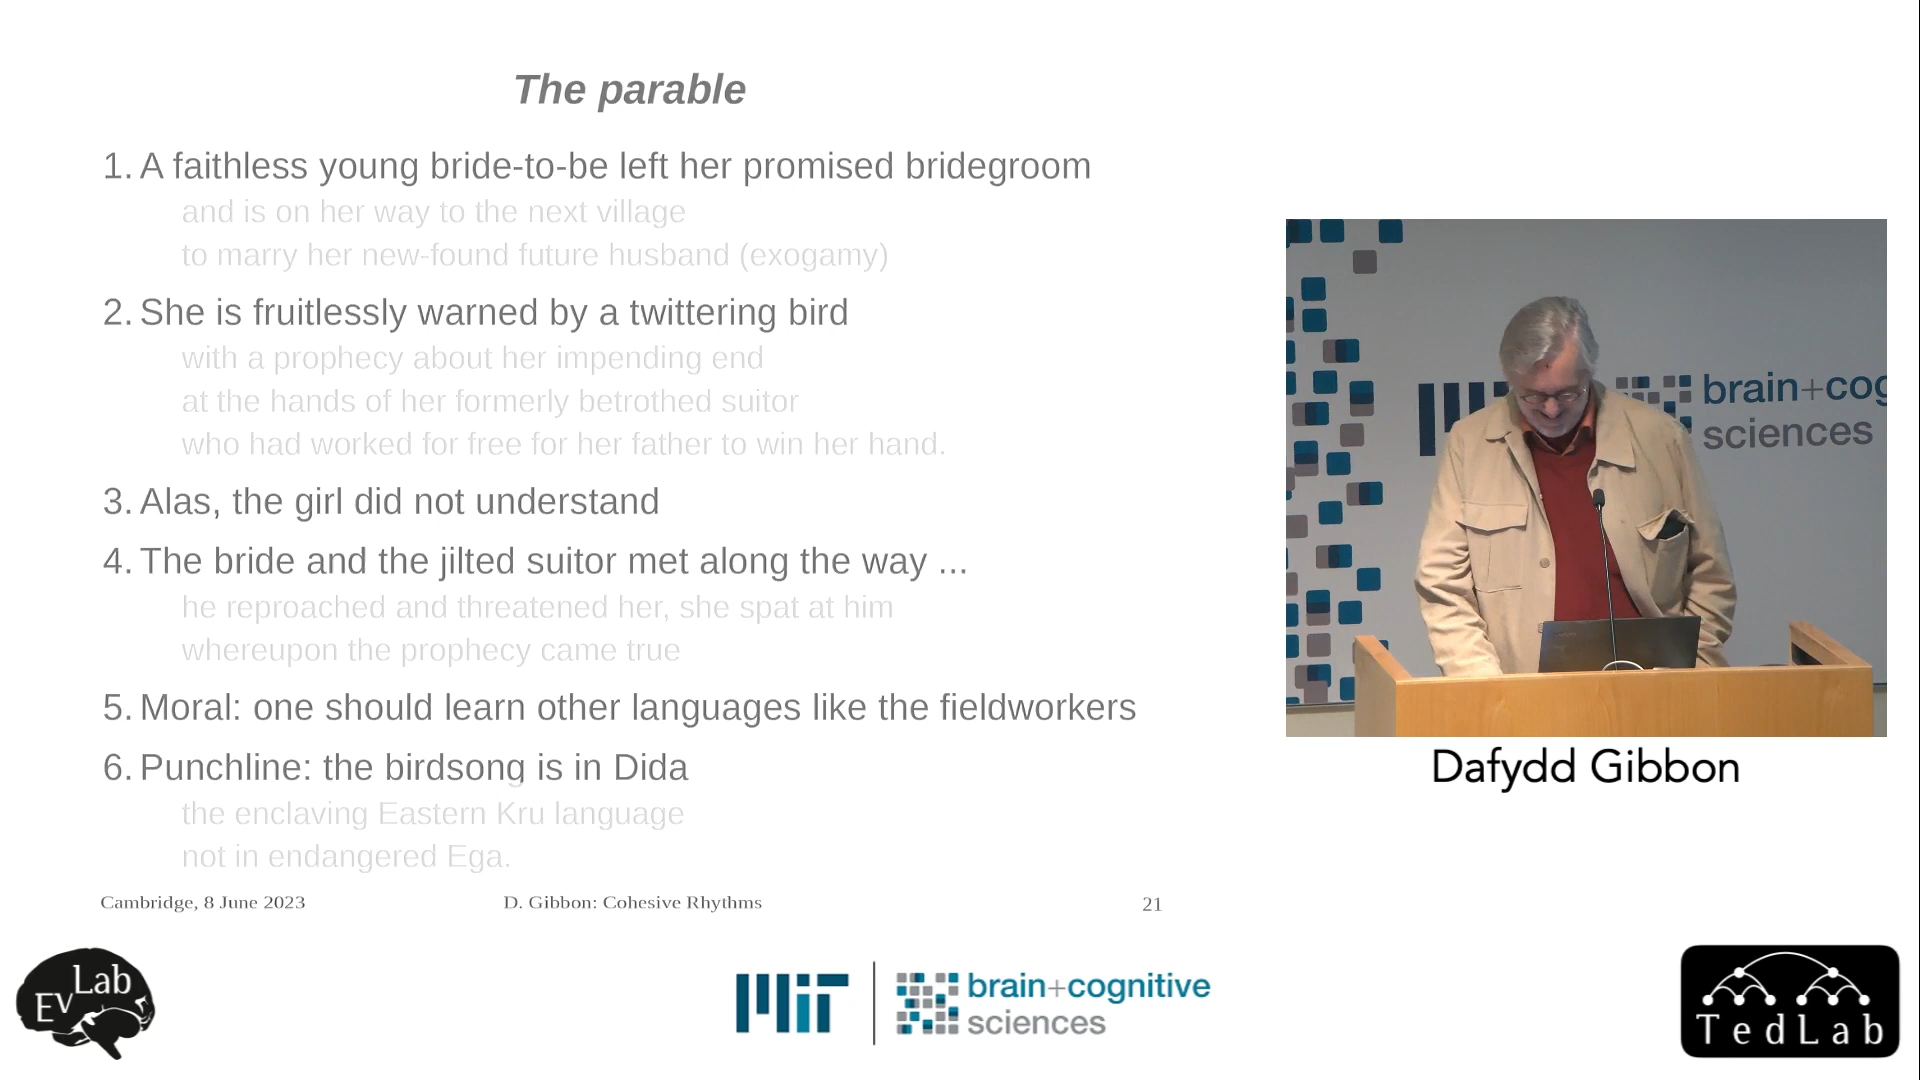 The parable
1. A faithless young bride-to-be left her promised bridegroom
and is on her way to the next village
to marry her new-found future husband (exogamy)
2. She is fruitlessly warned by a twittering bird
with a prophecy about her impending end
at the hands of her formerly betrothed suitor
who had worked for free for her father to win her hand.
3. Alas, the girl did not understand
4. The bride and the jilted suitor met along the way ...
he reproached and threatened her, she spat at him
whereupon the prophecy came true
5. Moral: one should learn other languages like the fieldworkers
6. Punchline: the birdsong is in Dida
the enclaving Eastern Kru language
not in endangered Ega.
Cambridge, 8 June 2023 D. Gibbon: Cohesive Rhythms 21
brain+cog
sciences
Dafydd Gibbon
EV Lab
MIT brain+cognitive
sciences
TedLab